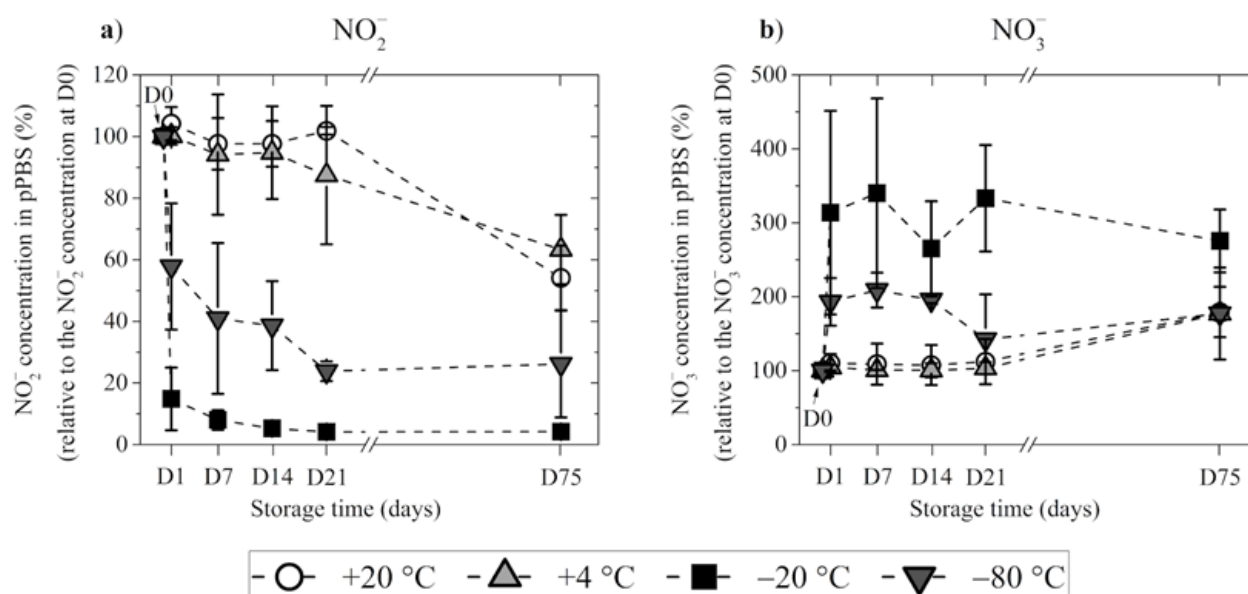 a) NO₂⁻
NO₂⁻ concentration in pPBS (%)
(relative to the NO₂⁻ concentration at D0)
120
100
80
60
40
20
0
D0
D1 D7 D14 D21 D75
Storage time (days)
b) NO₃⁻
NO₃⁻ concentration in pPBS (%)
(relative to the NO₃⁻ concentration at D0)
500
400
300
200
100
0
D0
D1 D7 D14 D21 D75
Storage time (days)
+20 °C +4 °C −20 °C −80 °C